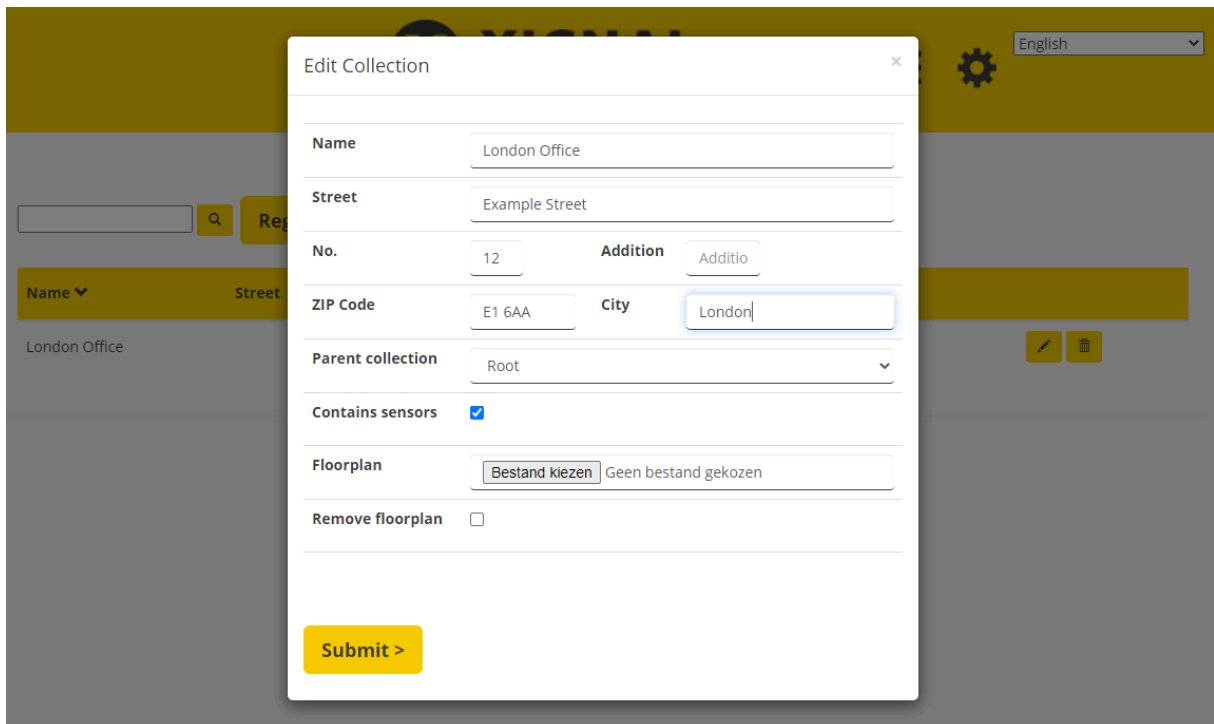 English
Edit Collection ×
Name London Office
Street Example Street
No. 12 Addition Additio
ZIP Code E1 6AA City London
Parent collection Root
Contains sensors
Floorplan Bestand kiezen Geen bestand gekozen
Remove floorplan
Submit >
Reg
Name Street
London Office